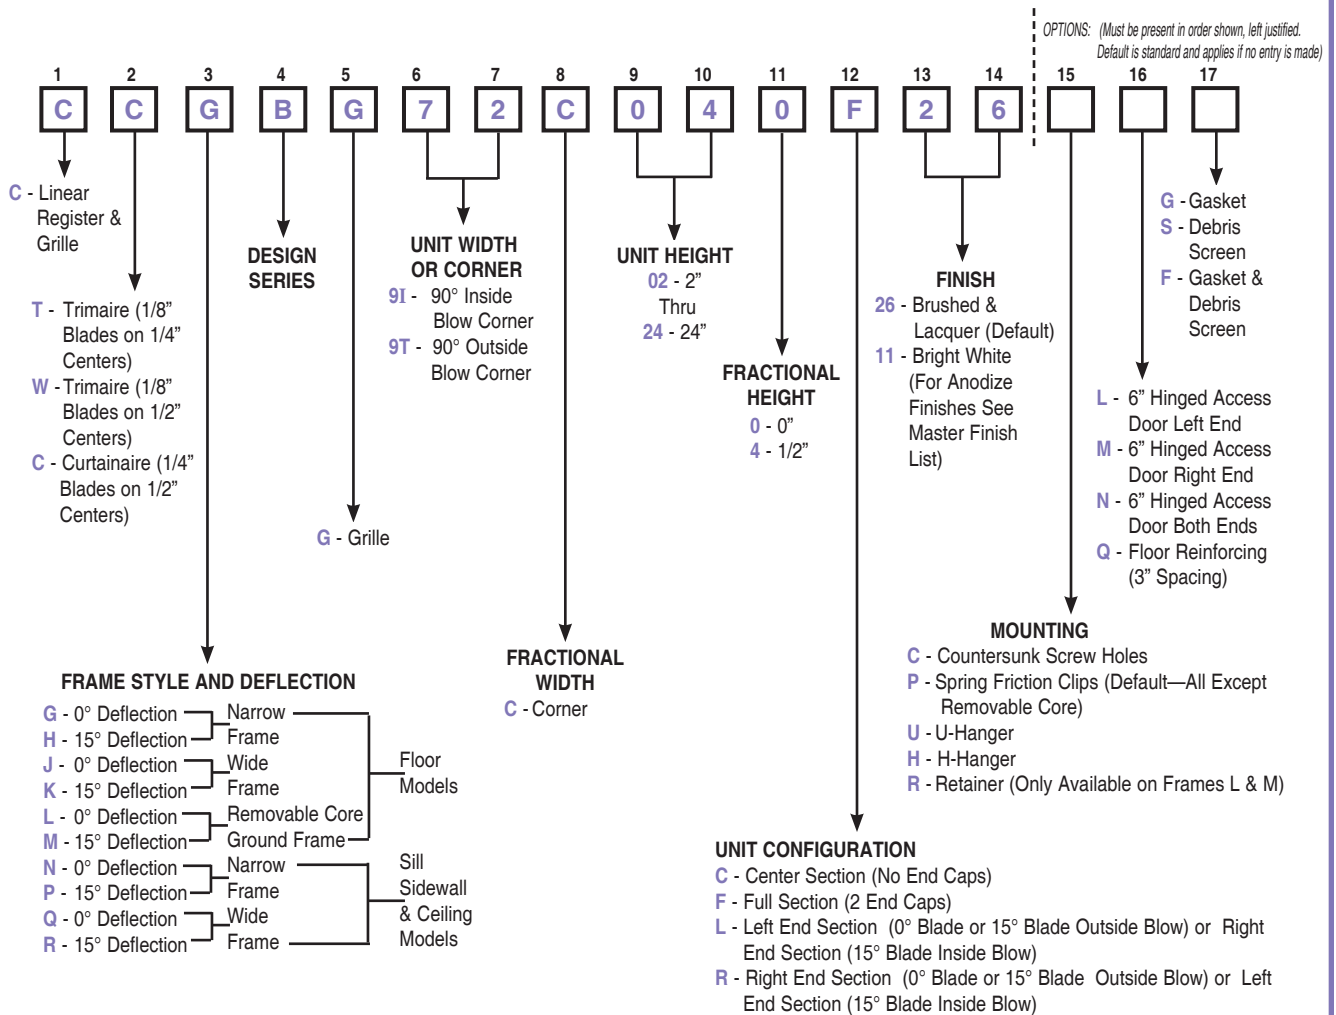 OPTIONS: (Must be present in order shown, left justified.
Default is standard and applies if no entry is made)
1 2 3 4 5 6 7 8 9 10 11 12 13 14 15 16 17
C C G B G 7 2 C 0 4 0 F 2 6
C - Linear
Register &
Grille
T - Trimaire (1/8”
Blades on 1/4”
Centers)
W - Trimaire (1/8”
Blades on 1/2”
Centers)
C - Curtainaire (1/4”
Blades on 1/2”
Centers)
FRAME STYLE AND DEFLECTION
G - 0° Deflection
H - 15° Deflection
Narrow
Frame
J - 0° Deflection
K - 15° Deflection
Wide
Frame
L - 0° Deflection
M - 15° Deflection
Removable Core
Ground Frame
Floor
Models
N - 0° Deflection
P - 15° Deflection
Narrow
Frame
Q - 0° Deflection
R - 15° Deflection
Wide
Frame
Sill
Sidewall
& Ceiling
Models
DESIGN
SERIES
G - Grille
UNIT WIDTH
OR CORNER
9I - 90° Inside
Blow Corner
9T - 90° Outside
Blow Corner
FRACTIONAL
WIDTH
C - Corner
UNIT HEIGHT
02 - 2”
Thru
24 - 24”
FRACTIONAL
HEIGHT
0 - 0”
4 - 1/2”
UNIT CONFIGURATION
C - Center Section (No End Caps)
F - Full Section (2 End Caps)
L - Left End Section (0° Blade or 15° Blade Outside Blow) or Right
End Section (15° Blade Inside Blow)
R - Right End Section (0° Blade or 15° Blade Outside Blow) or Left
End Section (15° Blade Inside Blow)
FINISH
26 - Brushed &
Lacquer (Default)
11 - Bright White
(For Anodize
Finishes See
Master Finish
List)
MOUNTING
C - Countersunk Screw Holes
P - Spring Friction Clips (Default—All Except
Removable Core)
U - U-Hanger
H - H-Hanger
R - Retainer (Only Available on Frames L & M)
L - 6” Hinged Access
Door Left End
M - 6” Hinged Access
Door Right End
N - 6” Hinged Access
Door Both Ends
Q - Floor Reinforcing
(3” Spacing)
G - Gasket
S - Debris
Screen
F - Gasket &
Debris
Screen